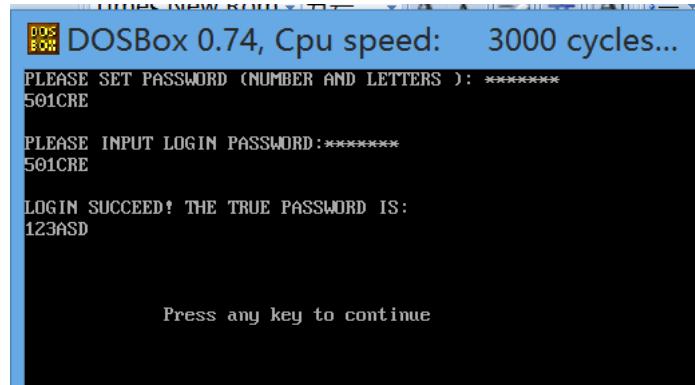 DOSBox 0.74, Cpu speed: 3000 cycles...
PLEASE SET PASSWORD (NUMBER AND LETTERS ): *******
501CRE
PLEASE INPUT LOGIN PASSWORD:*******
501CRE
LOGIN SUCCEED! THE TRUE PASSWORD IS:
123ASD
Press any key to continue